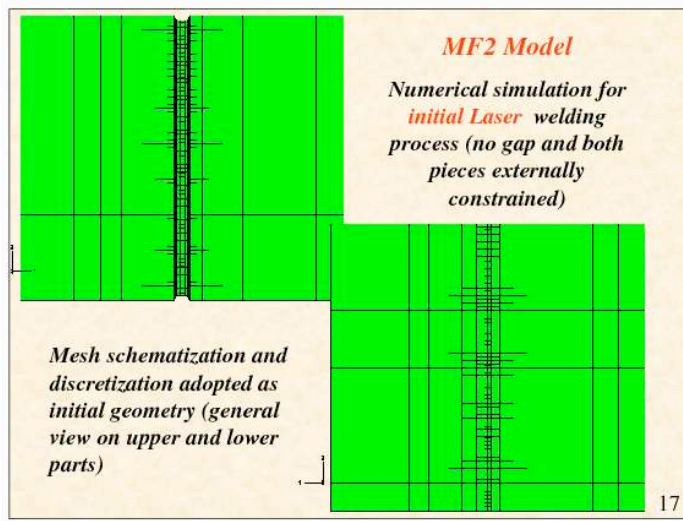 MF2 Model
Numerical simulation for
initial Laser welding
process (no gap and both
pieces externally
constrained)
Mesh schematization and
discretization adopted as
initial geometry (general
view on upper and lower
parts)
17